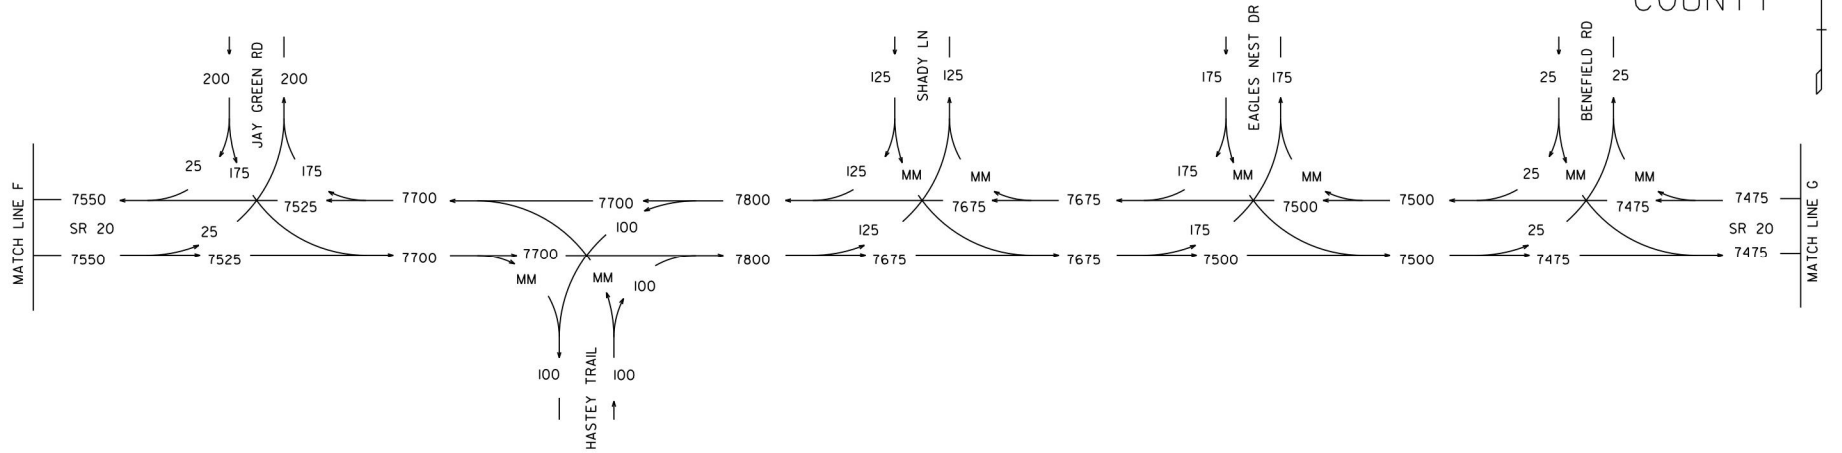 COUNTY
200 JAY GREEN RD 200
125 SHADY LN 125
175 EAGLES NEST DR 175
25 BENEFIELD RD 25
25 175 175
125 MM MM
175 MM MM
25 MM MM
MATCH LINE F
7550 7525 7700 7700 7800 7675 7675 7500 7500 7475 7475
SR 20 25 100 125 175 25 SR 20
7550 7525 7700 7700 7800 7675 7675 7500 7500 7475 7475
MATCH LINE G
MM MM 100
100 HASTEY TRAIL 100